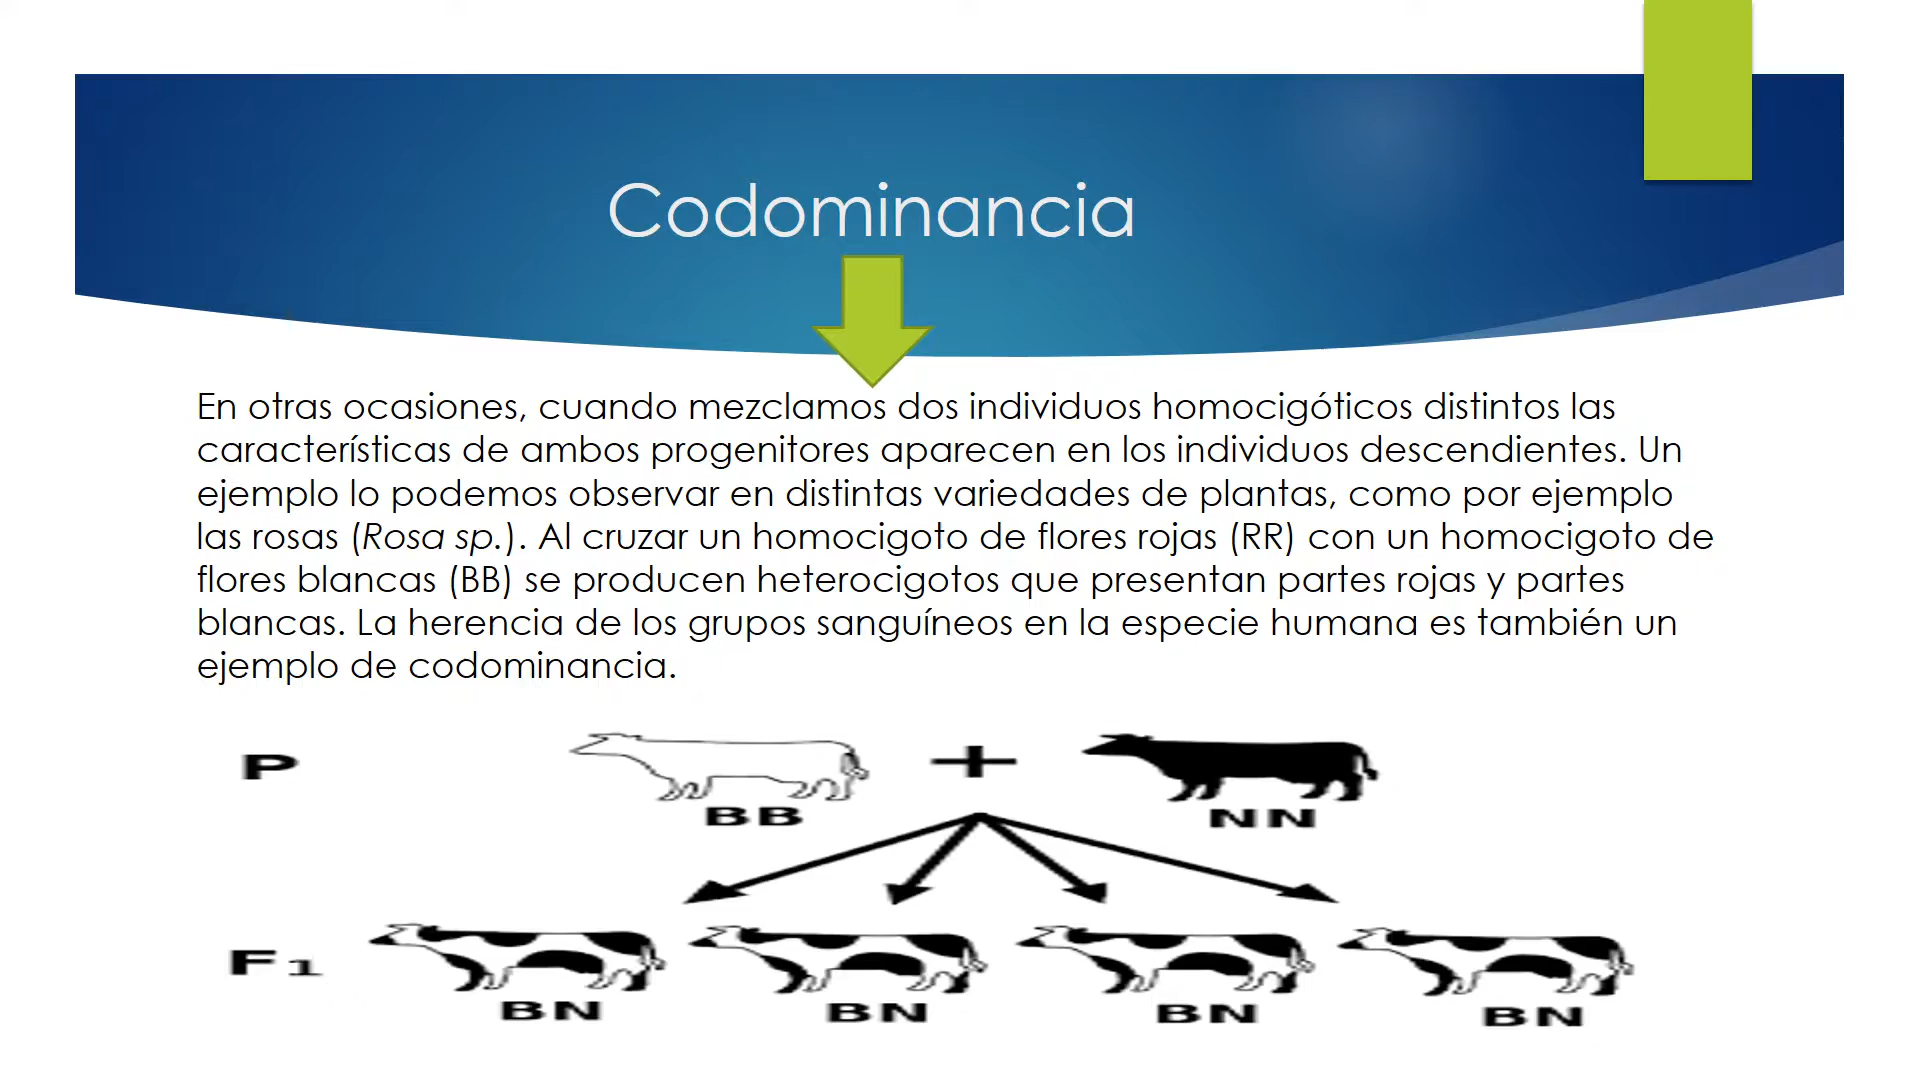 Codominancia
En otras ocasiones, cuando mezclamos dos individuos homocigóticos distintos las
características de ambos progenitores aparecen en los individuos descendientes. Un
ejemplo lo podemos observar en distintas variedades de plantas, como por ejemplo
las rosas (Rosa sp.). Al cruzar un homocigoto de flores rojas (RR) con un homocigoto de
flores blancas (BB) se producen heterocigotos que presentan partes rojas y partes
blancas. La herencia de los grupos sanguíneos en la especie humana es también un
ejemplo de codominancia.
P +
BB NN
F1
BN BN BN BN